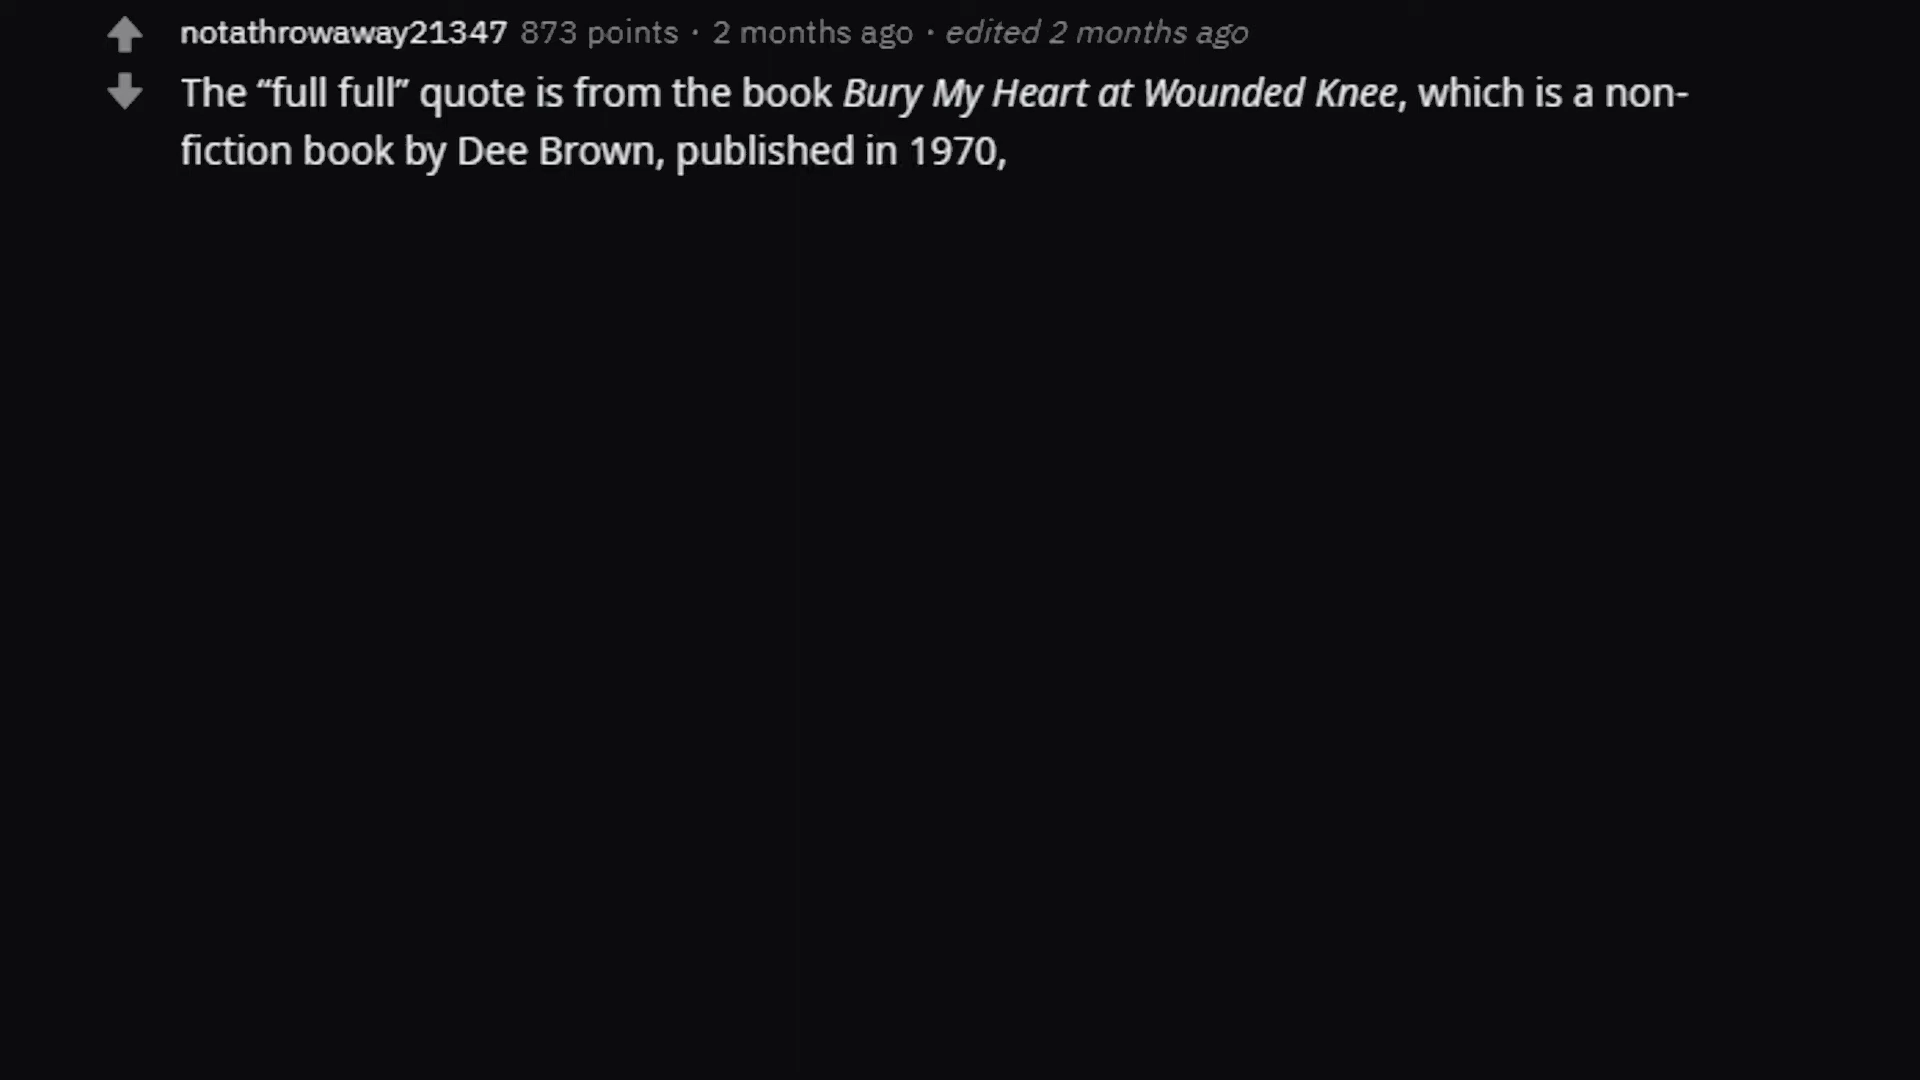 notathrowaway21347 873 points · 2 months ago · edited 2 months ago
The “full full” quote is from the book Bury My Heart at Wounded Knee, which is a non-
fiction book by Dee Brown, published in 1970,